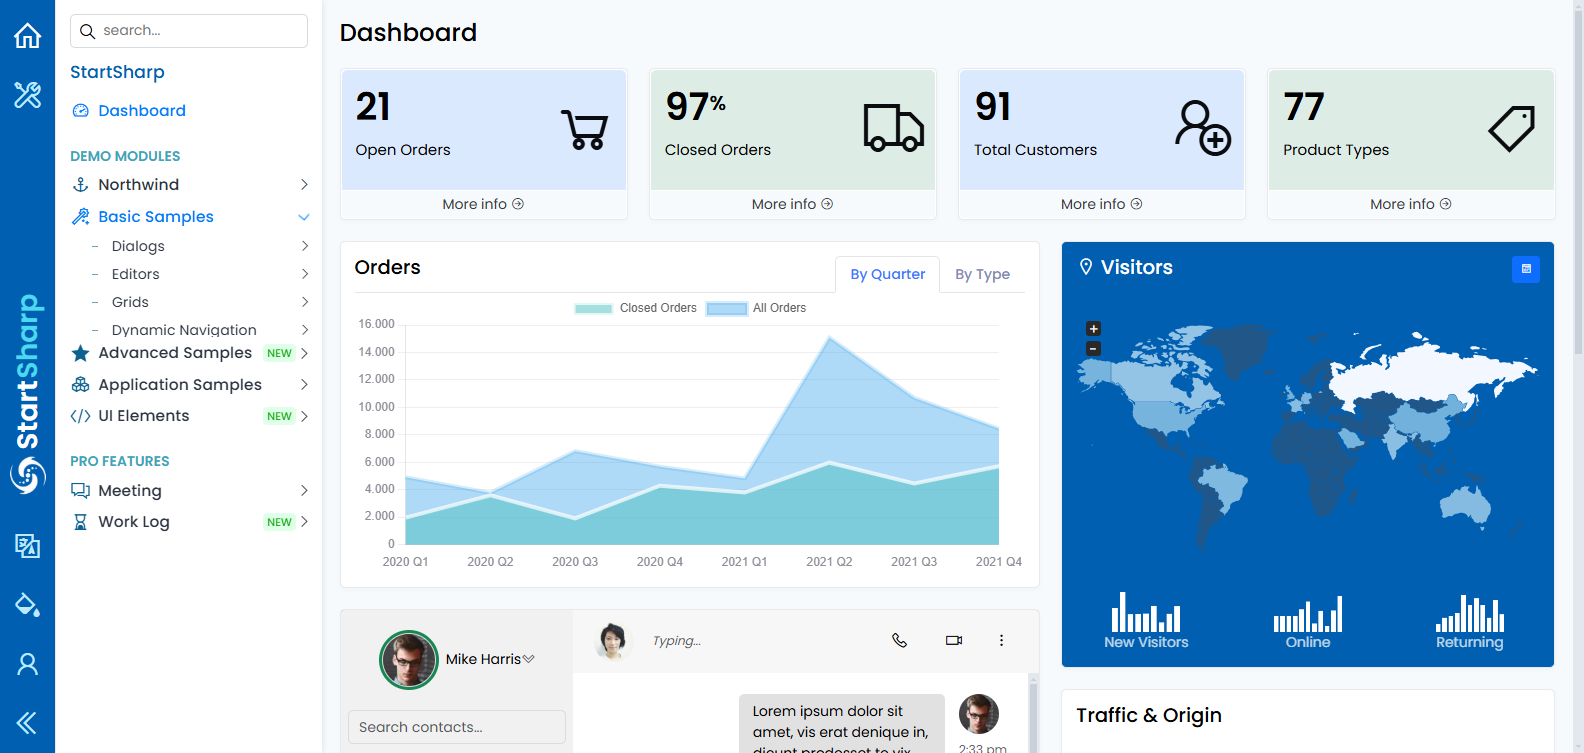 search...
StartSharp
Dashboard
DEMO MODULES
Northwind
Basic Samples
Dialogs
Editors
Grids
Dynamic Navigation
Advanced Samples NEW
Application Samples
UI Elements NEW
PRO FEATURES
Meeting
Work Log NEW
StartSharp
Dashboard
21
Open Orders
More info
97%
Closed Orders
More info
91
Total Customers
More info
77
Product Types
More info
Orders
By Quarter By Type
Closed Orders All Orders
16.000
14.000
12.000
10.000
8.000
6.000
4.000
2.000
0
2020 Q1 2020 Q2 2020 Q3 2020 Q4 2021 Q1 2021 Q2 2021 Q3 2021 Q4
Visitors
+
-
New Visitors Online Returning
Mike Harris
Search contacts...
Typing...
Lorem ipsum dolor sit
amet, vis erat denique in,
dicunt prodesset te vix
2:33 pm
Traffic & Origin